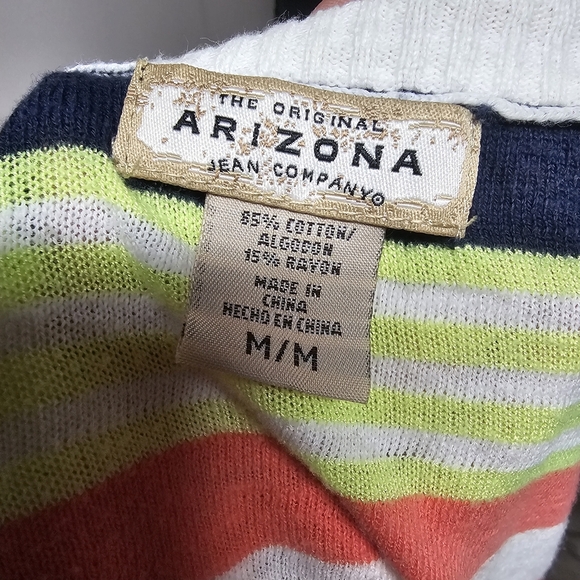 THE ORIGINAL
ARIZONA
JEAN COMPANY®
85% COTTON/
ALGODON
15% RAYON
MADE IN
CHINA
HECHO EN CHINA
M/M